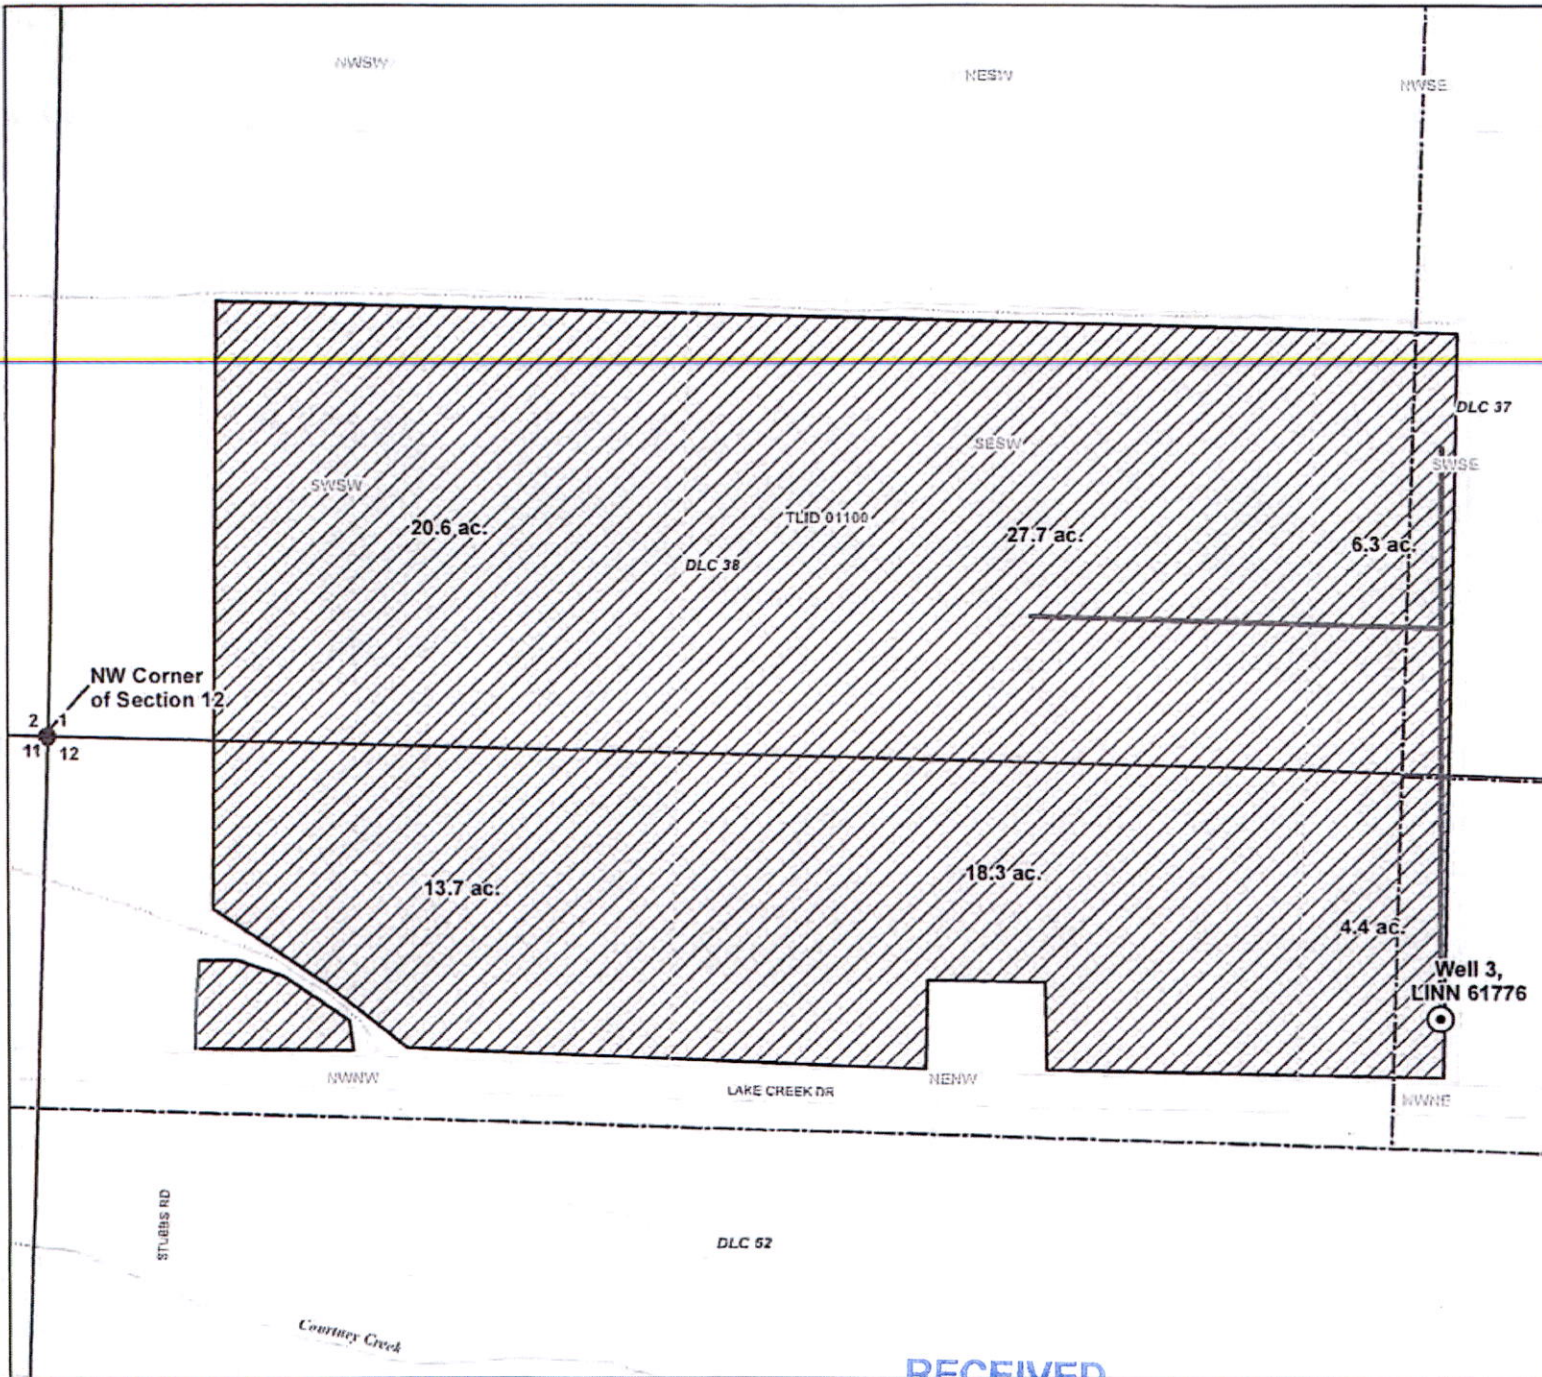 NWSW
NESW
NWSE
DLC 37
SESW
SWSE
SWSW
TLID 01100
20.6 ac.
27.7 ac.
6.3 ac.
DLC 38
NW Corner
of Section 12
2 1
11 12
13.7 ac.
18.3 ac.
4.4 ac.
Well 3,
LINN 61776
NWNW
LAKE CREEK DR
NENW
NWNE
STUBBS RD
DLC 52
Courtney Creek
RECEIVED